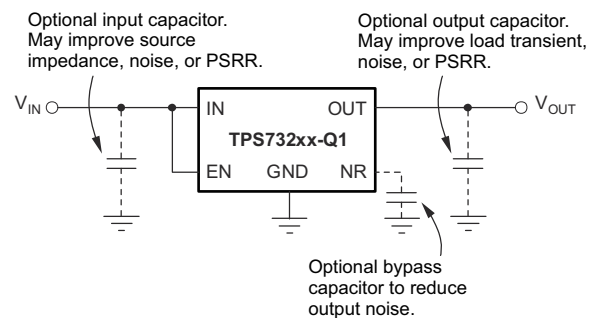 Optional input capacitor.
May improve source
impedance, noise, or PSRR.
Optional output capacitor.
May improve load transient,
noise, or PSRR.
VIN
IN
OUT
VOUT
TPS732xx-Q1
EN
GND
NR
Optional bypass
capacitor to reduce
output noise.